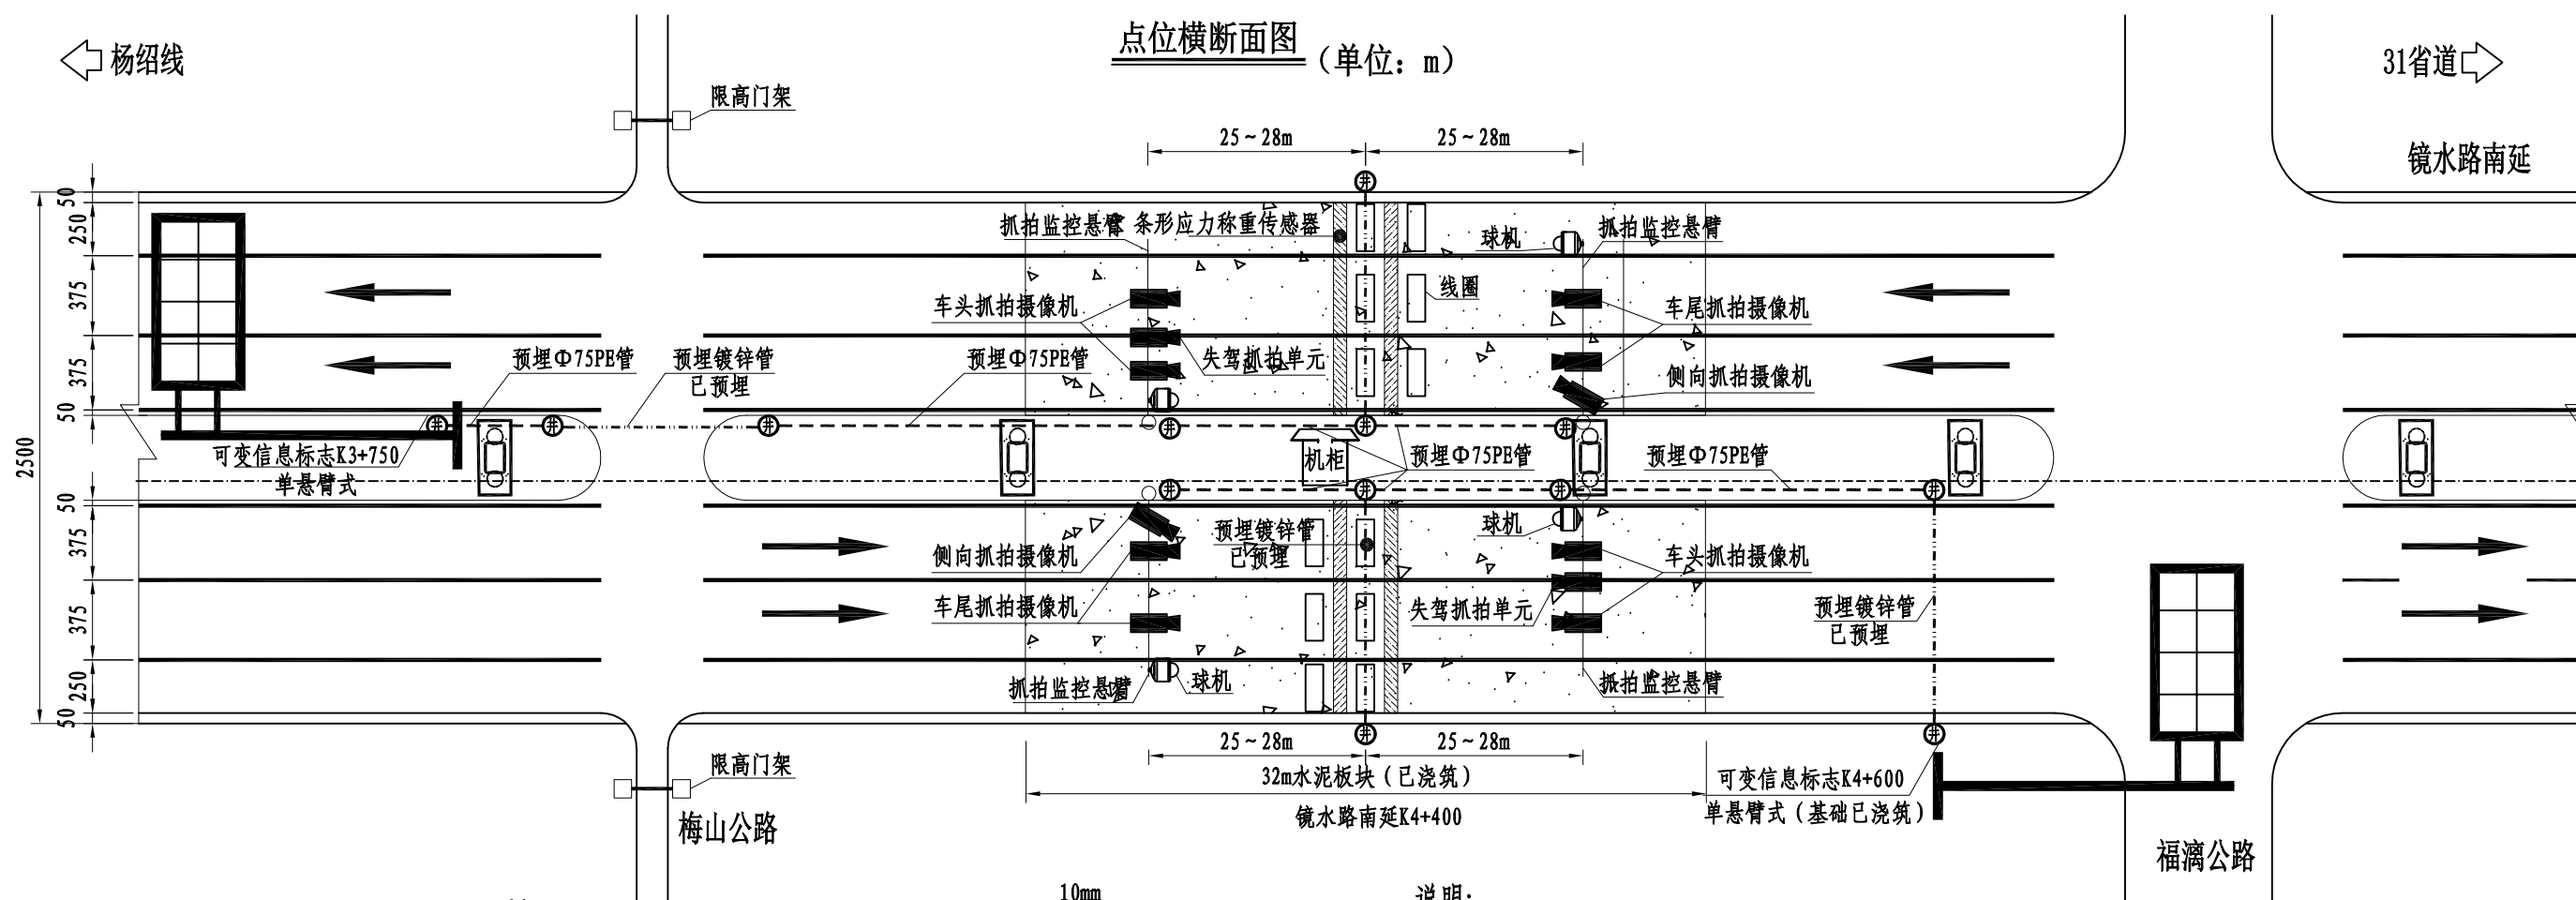 点位横断面图（单位：m）
杨绍线
31省道
限高门架
25～28m
25～28m
镜水路南延
50
250
375
375
50
2500
50
375
375
250
50
抓拍监控悬臂
条形应力称重传感器
球机
抓拍监控悬臂
线圈
车头抓拍摄像机
车尾抓拍摄像机
预埋Φ75PE管
预埋镀锌管
已预埋
预埋Φ75PE管
失驾抓拍单元
侧向抓拍摄像机
可变信息标志K3+750
单悬臂式
机柜
预埋Φ75PE管
预埋Φ75PE管
侧向抓拍摄像机
预埋镀锌管
已预埋
球机
车头抓拍摄像机
车尾抓拍摄像机
失驾抓拍单元
预埋镀锌管
已预埋
抓拍监控悬臂
球机
抓拍监控悬臂
25～28m
25～28m
限高门架
32m水泥板块（已浇筑）
可变信息标志K4+600
单悬臂式（基础已浇筑）
镜水路南延K4+400
梅山公路
福漓公路
10mm
说明：